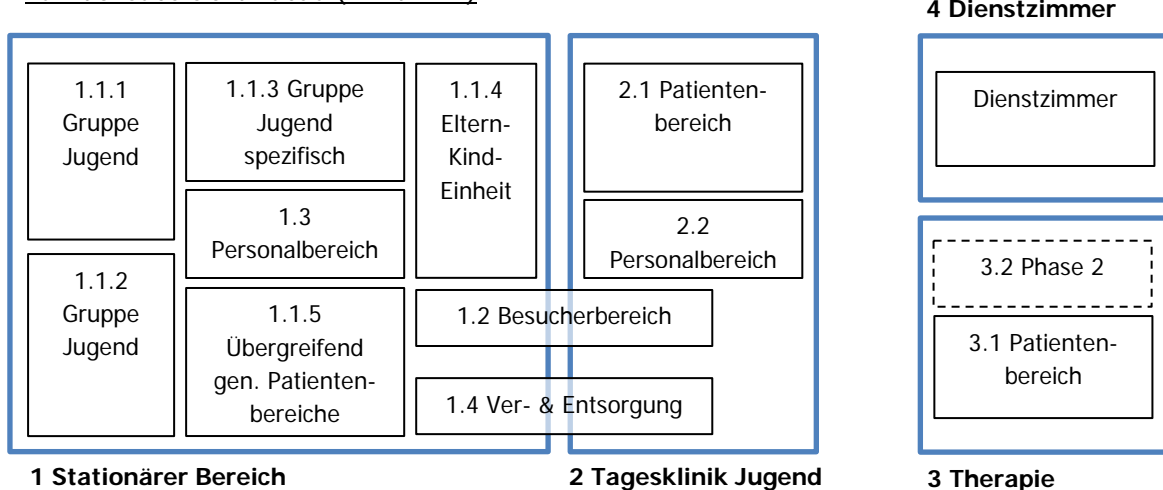 4 Dienstzimmer
1.1.1
Gruppe
Jugend
1.1.3 Gruppe
Jugend
spezifisch
1.1.4
Eltern-
Kind-
Einheit
2.1 Patienten-
bereich
Dienstzimmer
1.3
Personalbereich
2.2
Personalbereich
1.1.2
Gruppe
Jugend
1.1.5
Übergreifend
gen. Patienten-
bereiche
1.2 Besucherbereich
1.4 Ver- & Entsorgung
3.2 Phase 2
3.1 Patienten-
bereich
1 Stationärer Bereich
2 Tagesklinik Jugend
3 Therapie